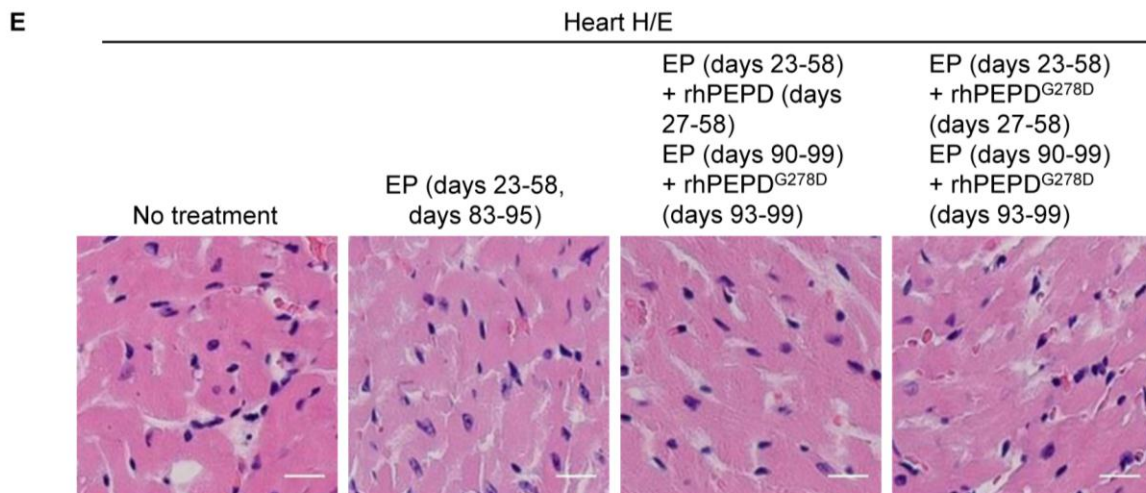 E
Heart H/E
No treatment
EP (days 23-58,
days 83-95)
EP (days 23-58)
+ rhPEPD (days
27-58)
EP (days 90-99)
+ rhPEPDG278D
(days 93-99)
EP (days 23-58)
+ rhPEPDG278D
(days 27-58)
EP (days 90-99)
+ rhPEPDG278D
(days 93-99)